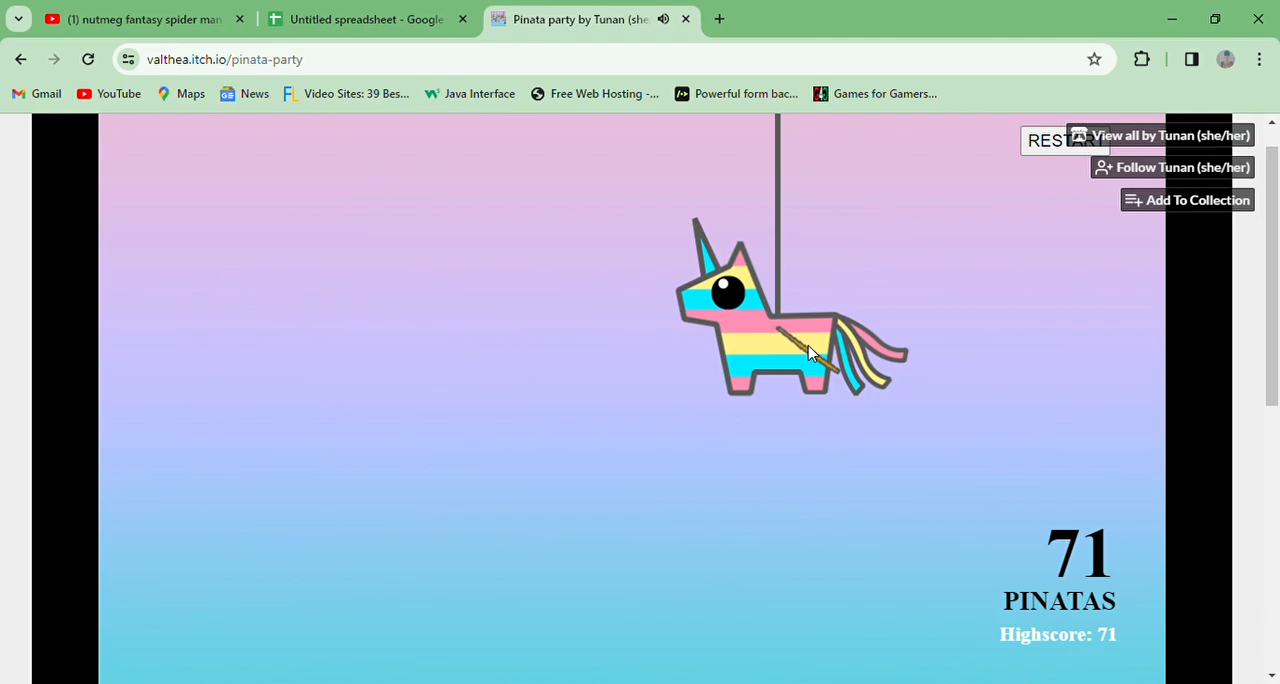 (1) nutmeg fantasy spider man
Untitled spreadsheet - Google
Pinata party by Tunan (she
valthea.itch.io/pinata-party
Gmail
YouTube
Maps
News
Video Sites: 39 Bes...
Java Interface
Free Web Hosting -...
Powerful form bac...
Games for Gamers...
RESTART
View all by Tunan (she/her)
Follow Tunan (she/her)
Add To Collection
71
PINATAS
Highscore: 71